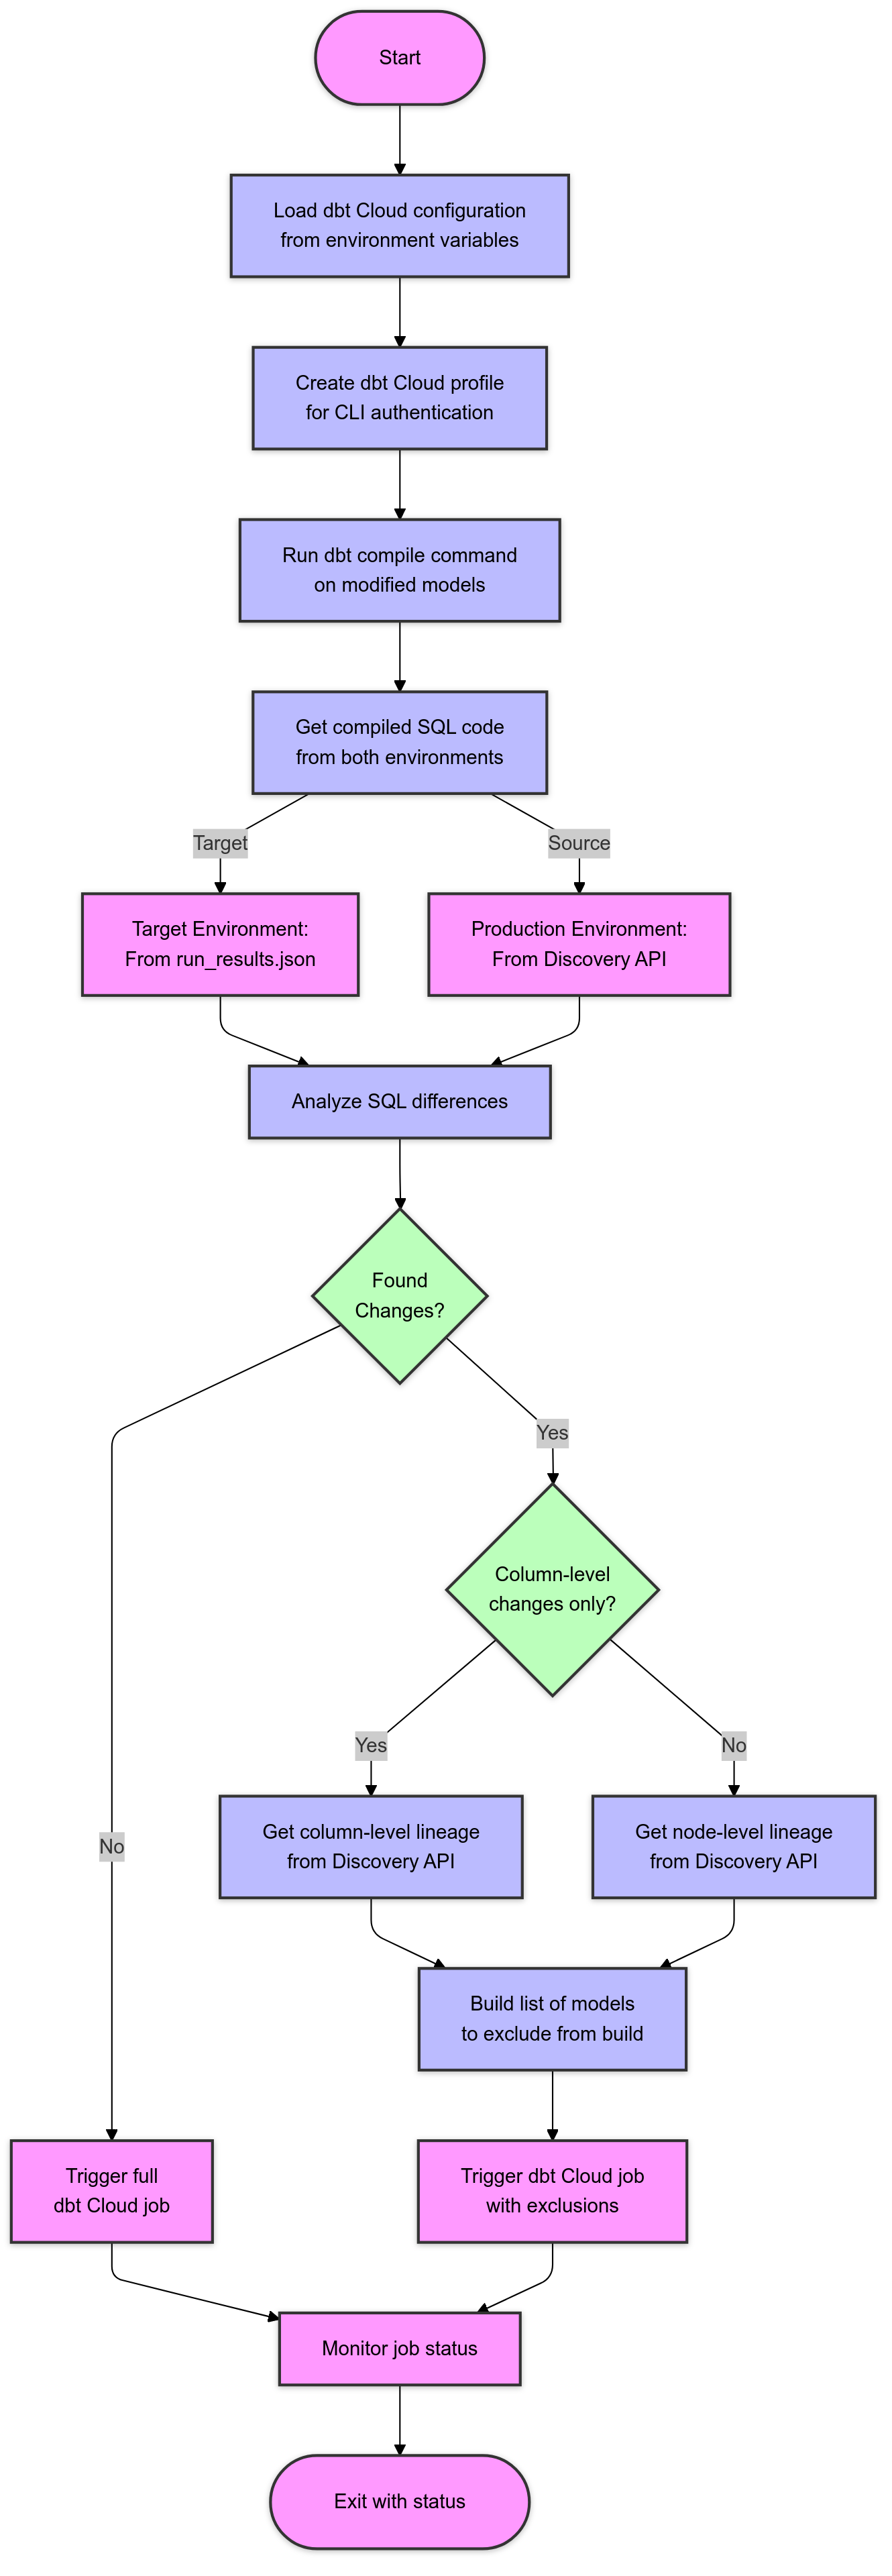 Start
Load dbt Cloud configuration
from environment variables
Create dbt Cloud profile
for CLI authentication
Run dbt compile command
on modified models
Get compiled SQL code
from both environments
Target
Source
Target Environment:
From run_results.json
Production Environment:
From Discovery API
Analyze SQL differences
Found
Changes?
Yes
Column-level
changes only?
Yes
No
Get column-level lineage
from Discovery API
Get node-level lineage
from Discovery API
No
Build list of models
to exclude from build
Trigger full
dbt Cloud job
Trigger dbt Cloud job
with exclusions
Monitor job status
Exit with status